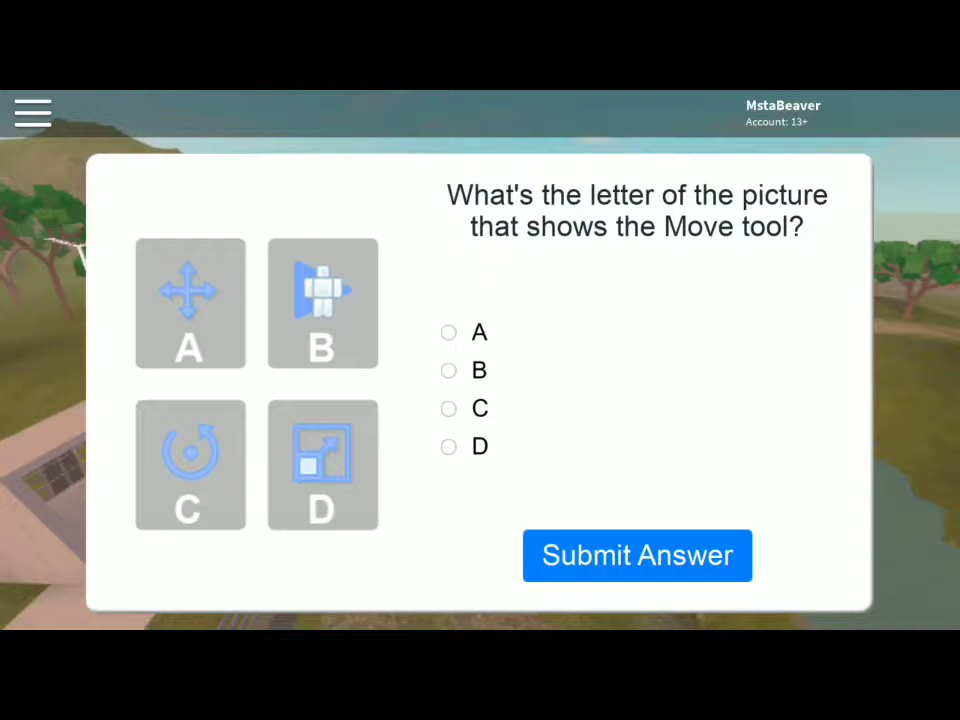 MstaBeaver
Account: 13+
What's the letter of the picture
that shows the Move tool?
A
B
C
D
A
B
C
D
Submit Answer